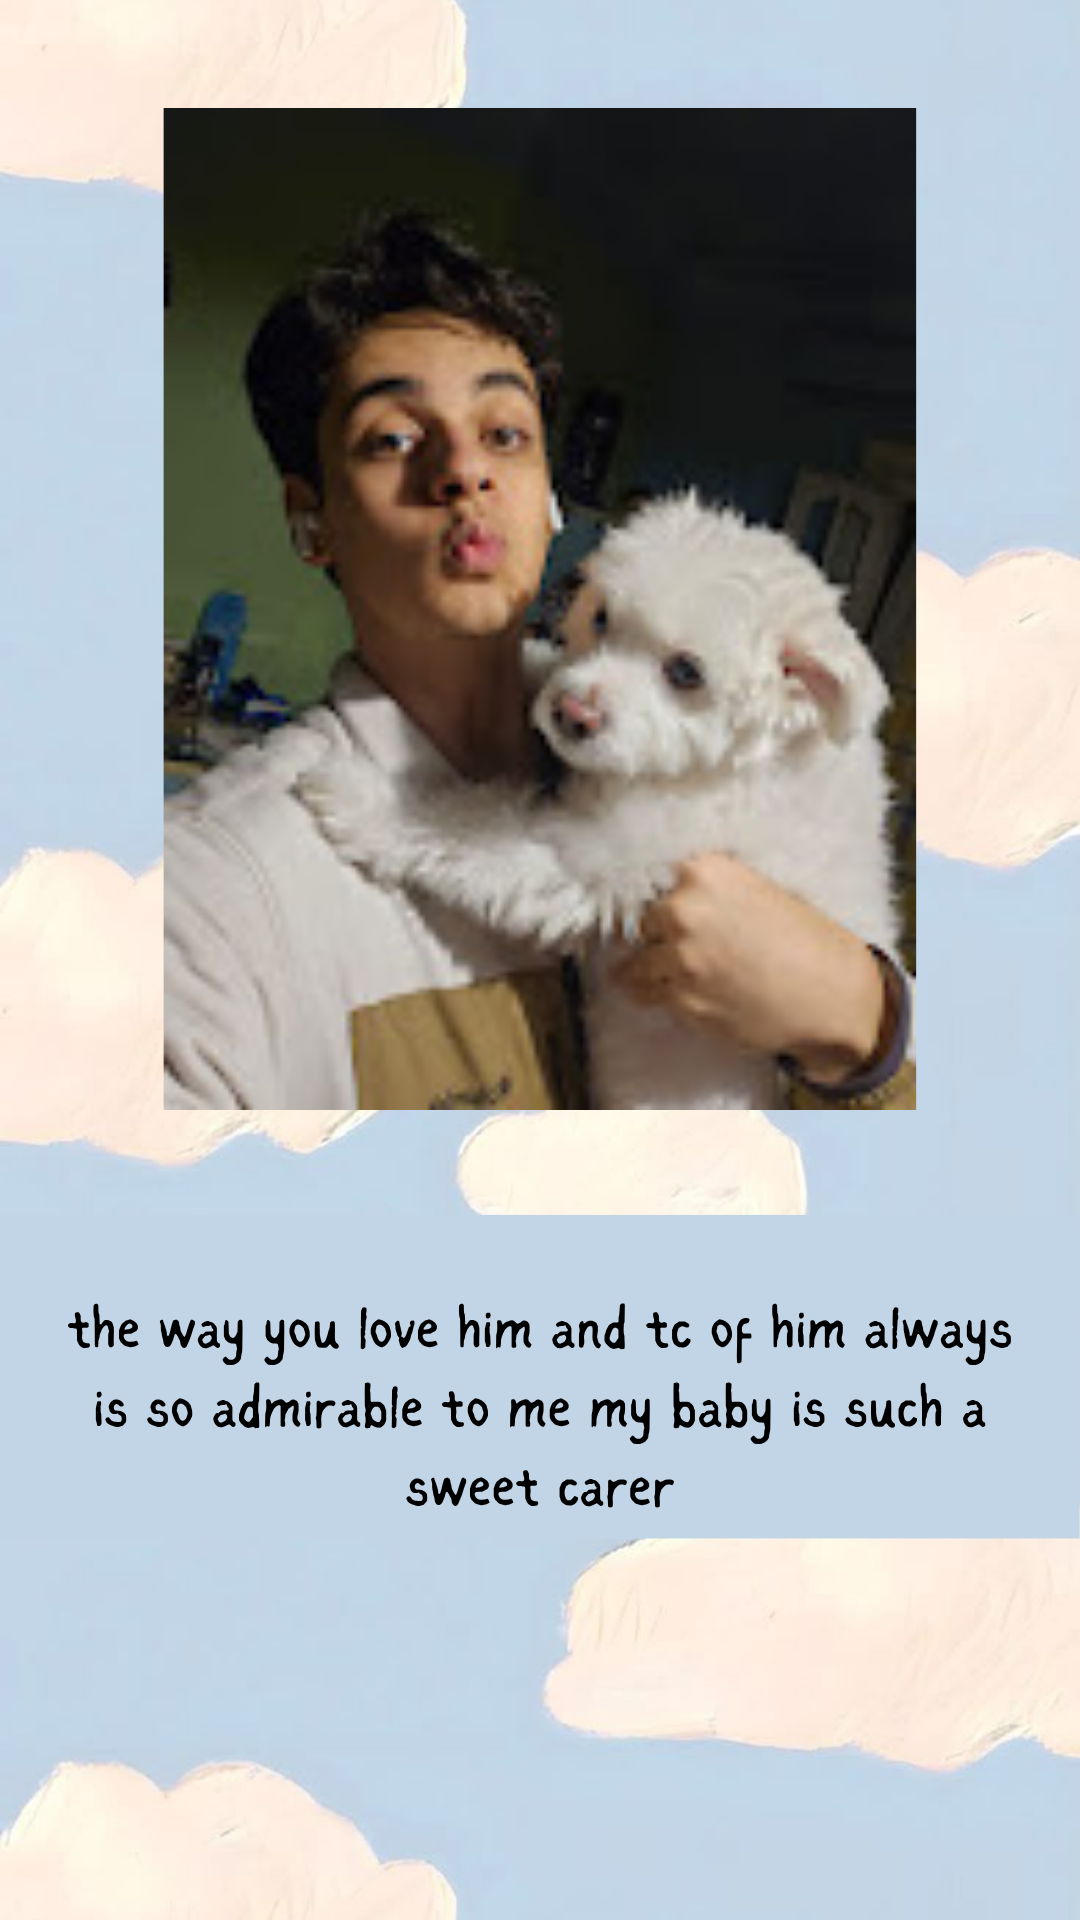 the way you love him and tc of him always
is so admirable to me my baby is such a
sweet carer